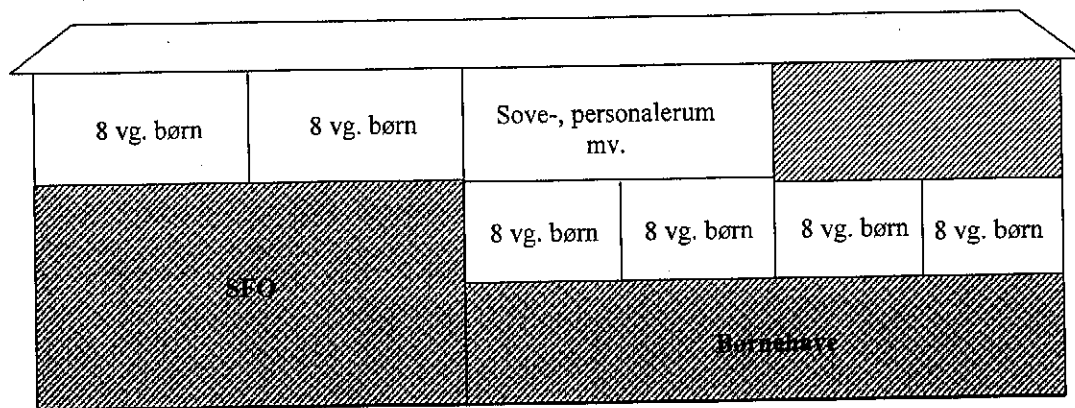 8 vg. børn
8 vg. børn
Sove-, personalerum
mv.
8 vg. børn
8 vg. børn
8 vg. børn
8 vg. børn
SFO
Børnehave